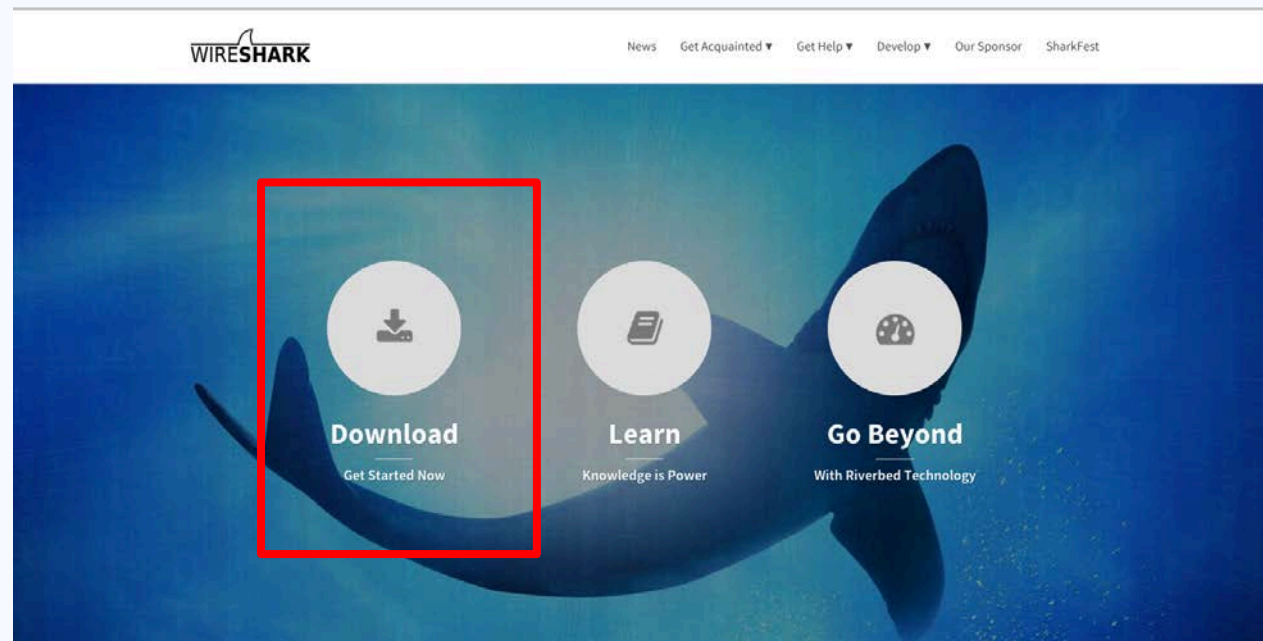 WIRESHARK
News Get Acquainted ▼ Get Help ▼ Develop ▼ Our Sponsor SharkFest
Download Learn Go Beyond
Get Started Now Knowledge is Power With Riverbed Technology